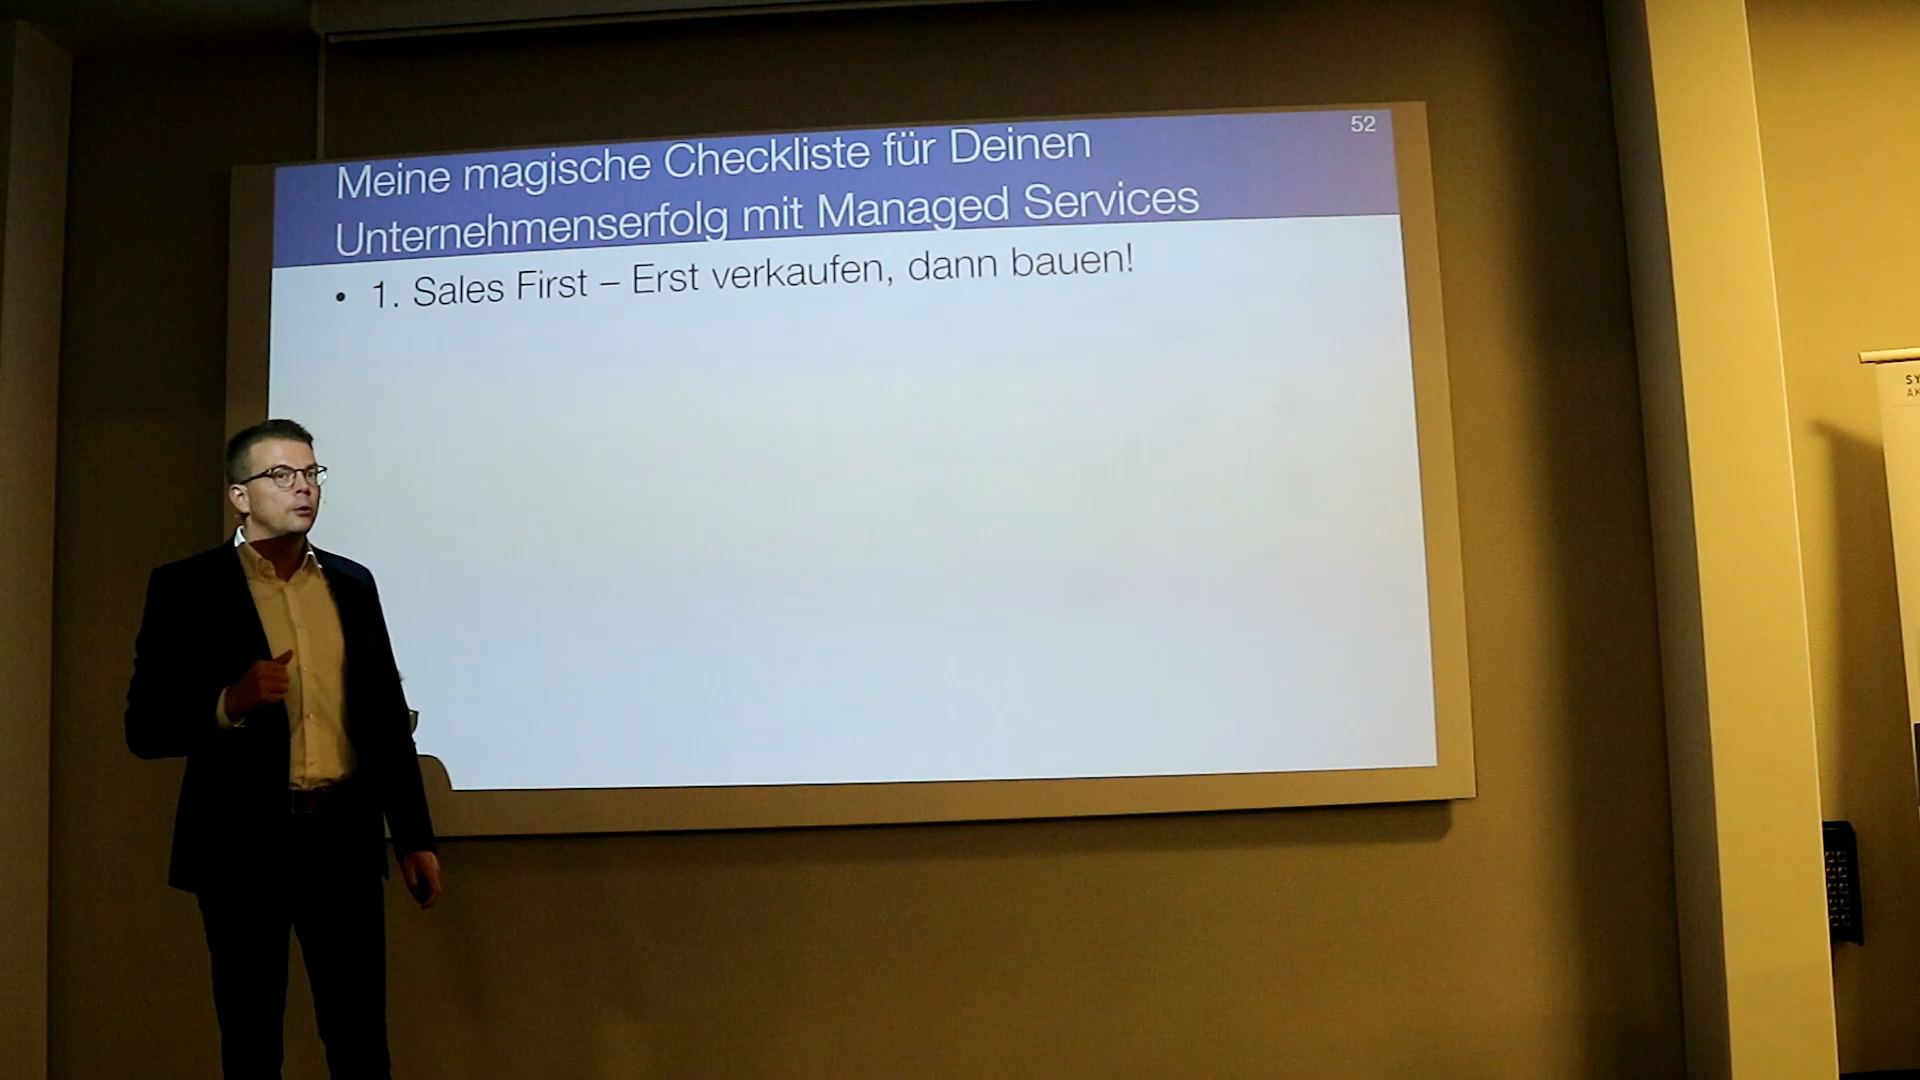 52
Meine magische Checkliste für Deinen
Unternehmenserfolg mit Managed Services
• 1. Sales First – Erst verkaufen, dann bauen!